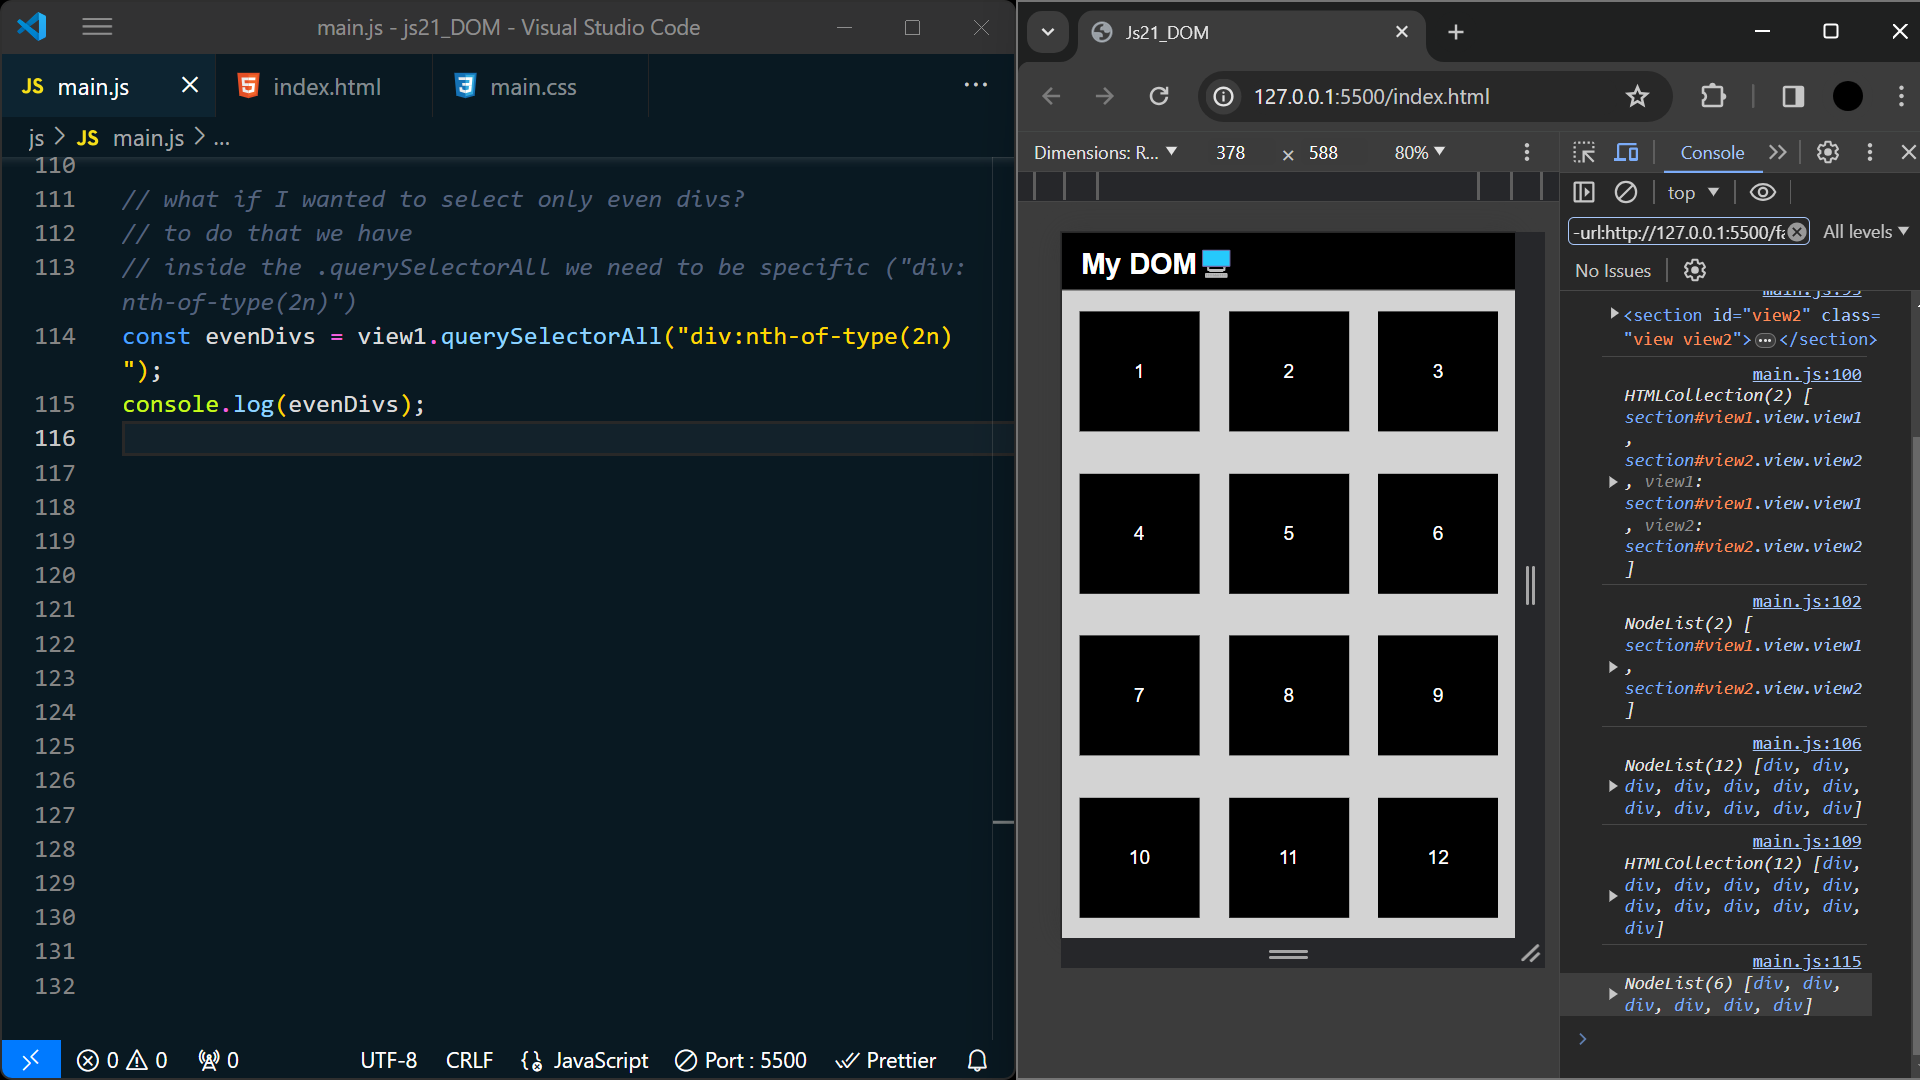 main.js - js21_DOM - Visual Studio Code
JS main.js
index.html
main.css
...
js > JS main.js > ...
110
111 // what if I wanted to select only even divs?
112 // to do that we have
113 // inside the .querySelectorAll we need to be specific ("div:
nth-of-type(2n)")
114 const evenDivs = view1.querySelectorAll("div:nth-of-type(2n)
");
115 console.log(evenDivs);
116
117
118
119
120
121
122
123
124
125
126
127
128
129
130
131
132
0 0 0
UTF-8 CRLF {} JavaScript Port : 5500 Prettier
Js21_DOM
127.0.0.1:5500/index.html
Dimensions: R... 378 × 588 80%
My DOM
1 2 3
4 5 6
7 8 9
10 11 12
Console
top
-url:http://127.0.0.1:5500/fa
All levels
No Issues
main.js:95
<section id="view2" class=
"view view2">…</section>
main.js:100
HTMLCollection(2) [
section#view1.view.view1
,
section#view2.view.view2
, view1:
section#view1.view.view1
, view2:
section#view2.view.view2
]
main.js:102
NodeList(2) [
section#view1.view.view1
,
section#view2.view.view2
]
main.js:106
NodeList(12) [div, div,
div, div, div, div, div,
div, div, div, div, div]
main.js:109
HTMLCollection(12) [div,
div, div, div, div, div,
div, div, div, div, div,
div]
main.js:115
NodeList(6) [div, div,
div, div, div, div]